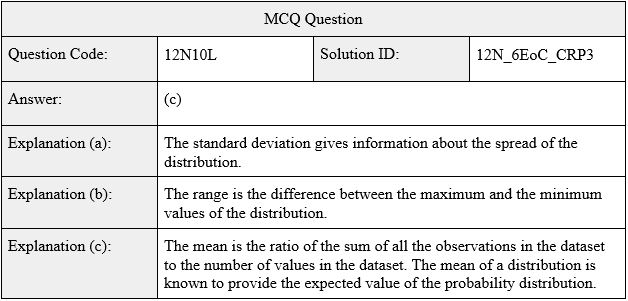 MCQ Question
Question Code: 12N10L Solution ID: 12N_6EoC_CRP3
Answer: (c)
Explanation (a): The standard deviation gives information about the spread of the
distribution.
Explanation (b): The range is the difference between the maximum and the minimum
values of the distribution.
Explanation (c): The mean is the ratio of the sum of all the observations in the dataset
to the number of values in the dataset. The mean of a distribution is
known to provide the expected value of the probability distribution.